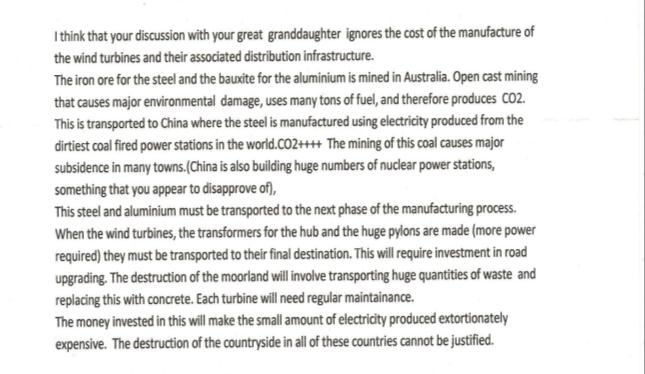 I think that your discussion with your great granddaughter ignores the cost of the manufacture of
the wind turbines and their associated distribution infrastructure.
The iron ore for the steel and the bauxite for the aluminium is mined in Australia. Open cast mining
that causes major environmental damage, uses many tons of fuel, and therefore produces CO2.
This is transported to China where the steel is manufactured using electricity produced from the
dirtiest coal fired power stations in the world.CO2++++ The mining of this coal causes major
subsidence in many towns.(China is also building huge numbers of nuclear power stations,
something that you appear to disapprove of),
This steel and aluminium must be transported to the next phase of the manufacturing process.
When the wind turbines, the transformers for the hub and the huge pylons are made (more power
required) they must be transported to their final destination. This will require investment in road
upgrading. The destruction of the moorland will involve transporting huge quantities of waste and
replacing this with concrete. Each turbine will need regular maintainance.
The money invested in this will make the small amount of electricity produced extortionately
expensive. The destruction of the countryside in all of these countries cannot be justified.